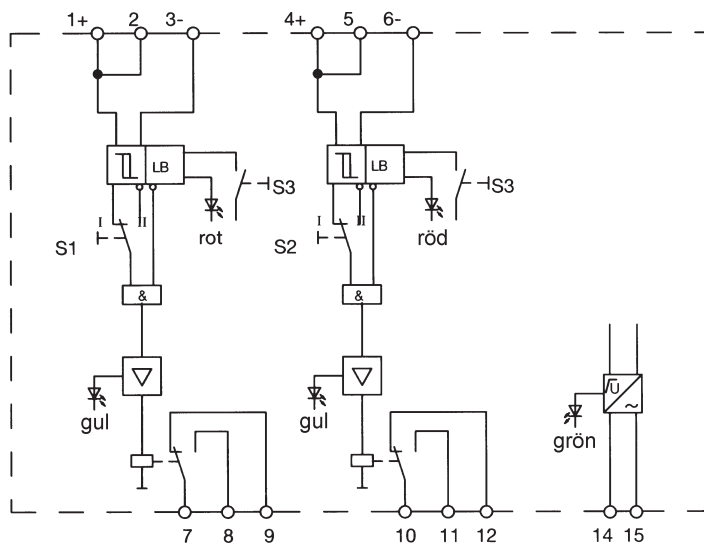 1+ 2 3- 4+ 5 6-
LB LB
S3 S3
I II I II
rot röd
S1 S2
& &
U
~
gul gul grön
7 8 9 10 11 12 14 15